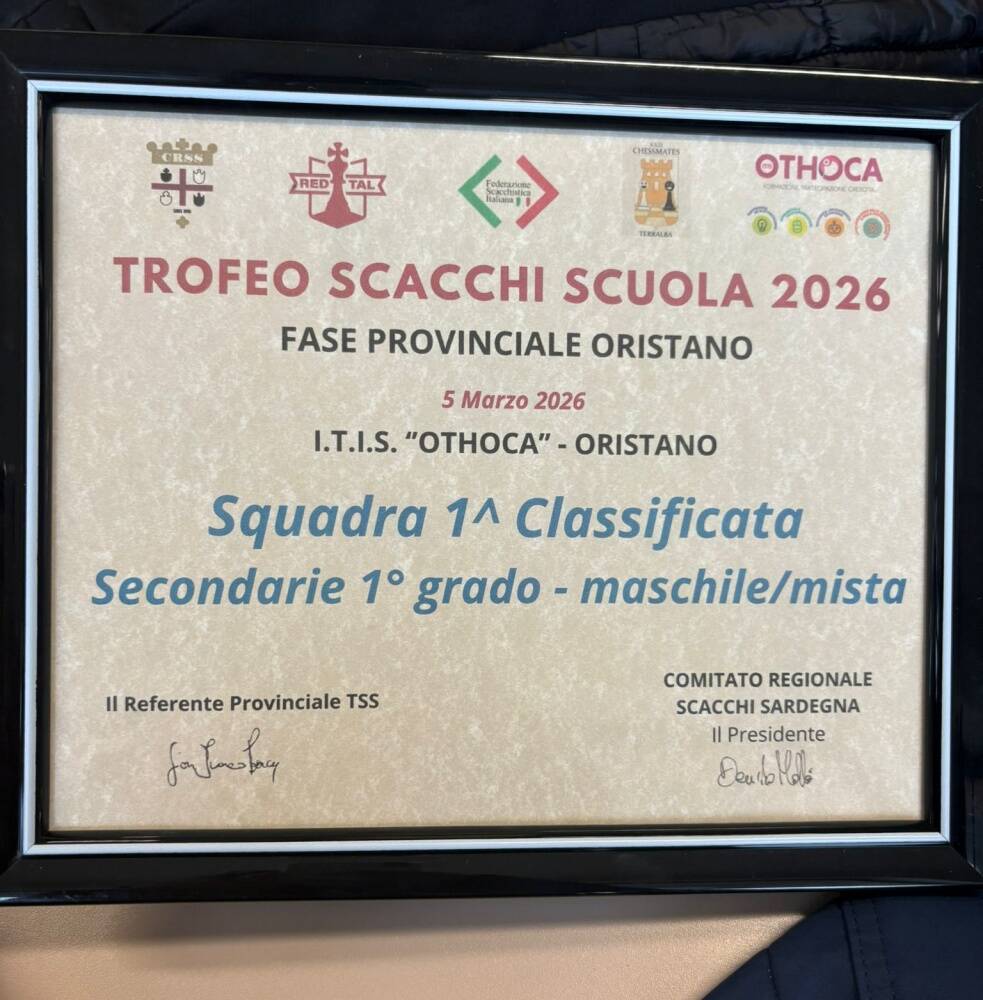 CRSS
RED TAL
Federazione
Scacchistica
Italiana
CHESSMATES
TERRALBA
OTHOCA
TROFEO SCACCHI SCUOLA 2026
FASE PROVINCIALE ORISTANO
5 Marzo 2026
I.T.I.S. “OTHOCA” - ORISTANO
Squadra 1^ Classificata
Secondarie 1° grado - maschile/mista
Il Referente Provinciale TSS
COMITATO REGIONALE
SCACCHI SARDEGNA
Il Presidente